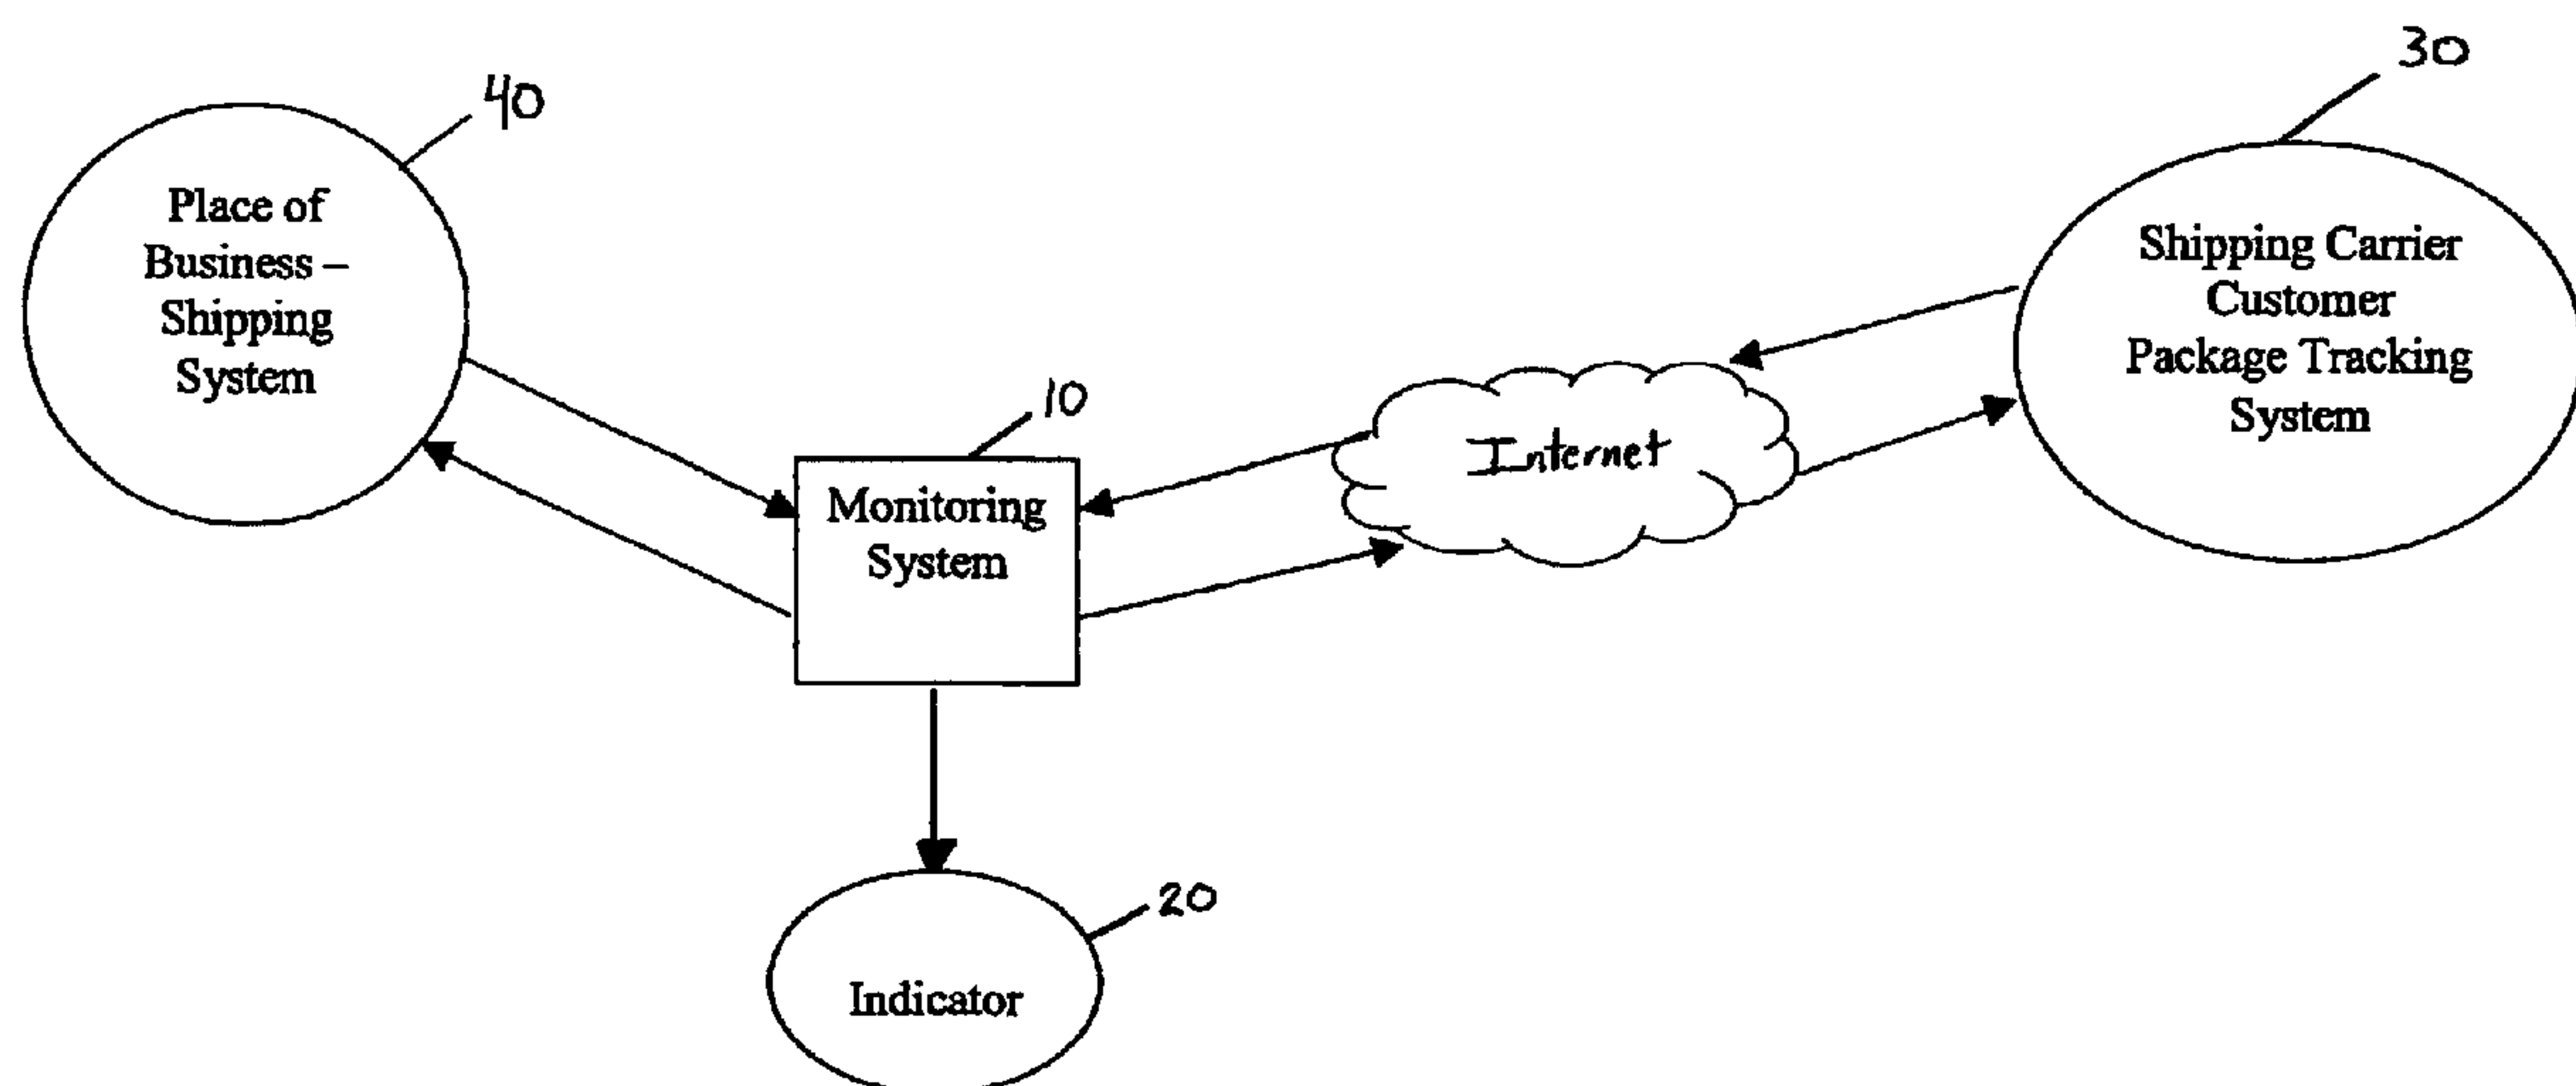 40
Place of
Business –
Shipping
System
30
Shipping Carrier
Customer
Package Tracking
System
10
Monitoring
System
Internet
20
Indicator